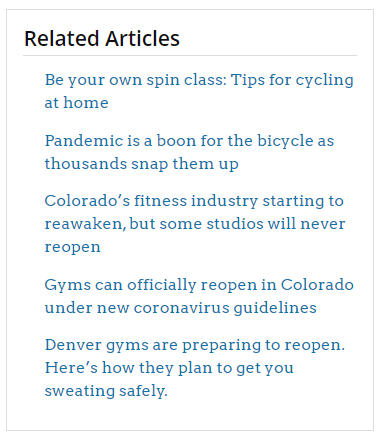 Related Articles
Be your own spin class: Tips for cycling
at home
Pandemic is a boon for the bicycle as
thousands snap them up
Colorado’s fitness industry starting to
reawaken, but some studios will never
reopen
Gyms can officially reopen in Colorado
under new coronavirus guidelines
Denver gyms are preparing to reopen.
Here’s how they plan to get you
sweating safely.